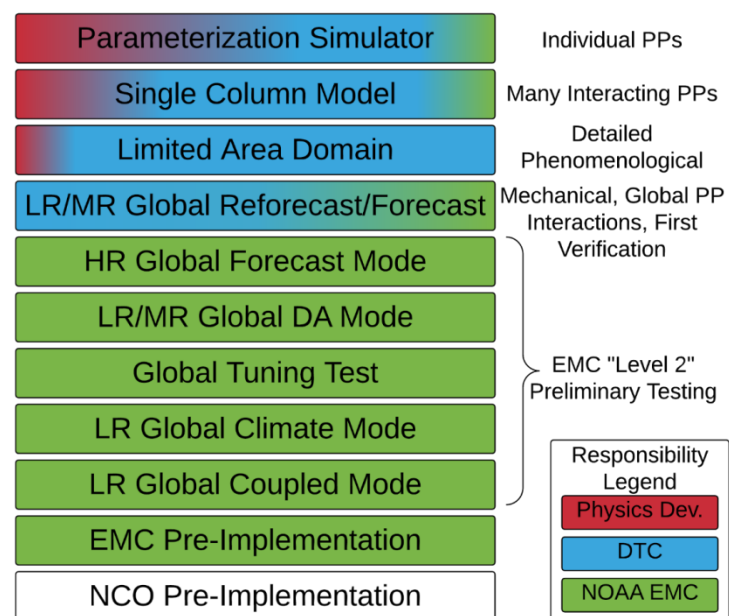 Parameterization Simulator
Individual PPs
Single Column Model
Many Interacting PPs
Limited Area Domain
Detailed
Phenomenological
LR/MR Global Reforecast/Forecast
Mechanical, Global PP
Interactions, First
Verification
HR Global Forecast Mode
LR/MR Global DA Mode
Global Tuning Test
LR Global Climate Mode
LR Global Coupled Mode
EMC "Level 2"
Preliminary Testing
EMC Pre-Implementation
NCO Pre-Implementation
Responsibility
Legend
Physics Dev.
DTC
NOAA EMC